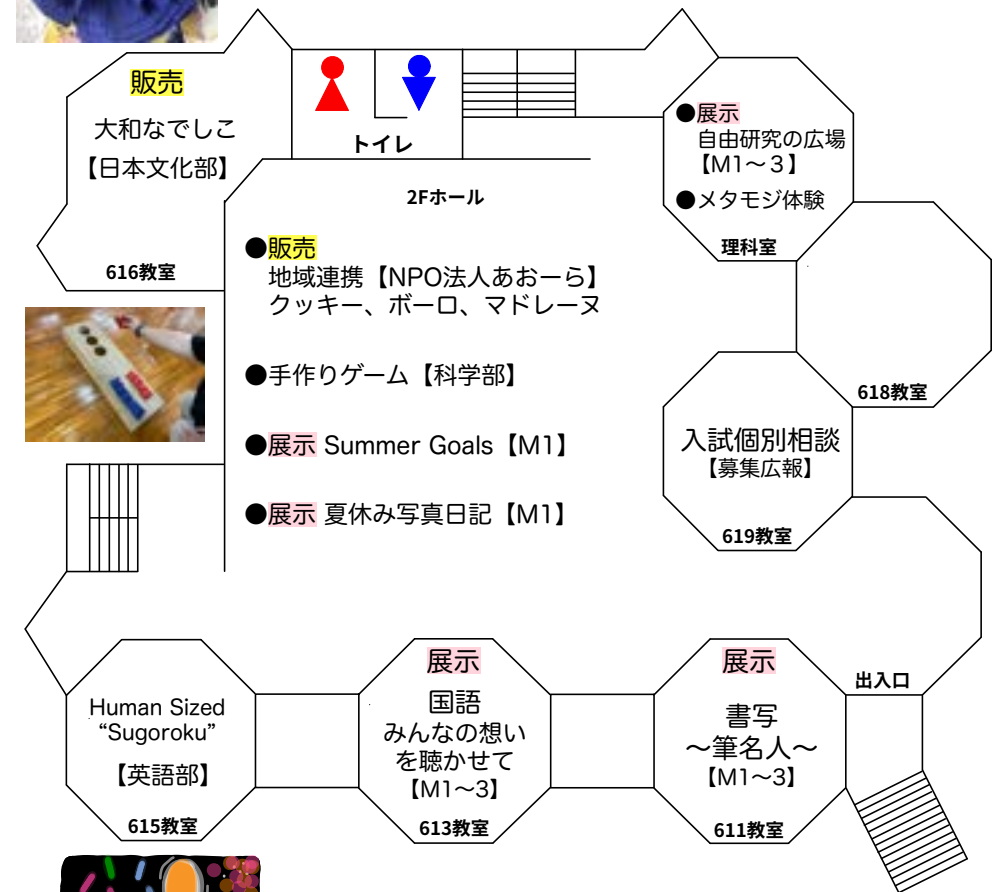 販売
大和なでしこ
【日本文化部】
616教室
トイレ
2Fホール
●販売
地域連携【NPO法人あおーら】
クッキー、ボーロ、マドレーヌ
●手作りゲーム【科学部】
●展示 Summer Goals【M1】
●展示 夏休み写真日記【M1】
●展示
自由研究の広場
【M1～３】
●メタモジ体験
理科室
618教室
入試個別相談
【募集広報】
619教室
Human Sized
“Sugoroku”
【英語部】
615教室
展示
国語
みんなの想い
を聴かせて
【M1～3】
613教室
展示
書写
～筆名人～
【M1～3】
611教室
出入口